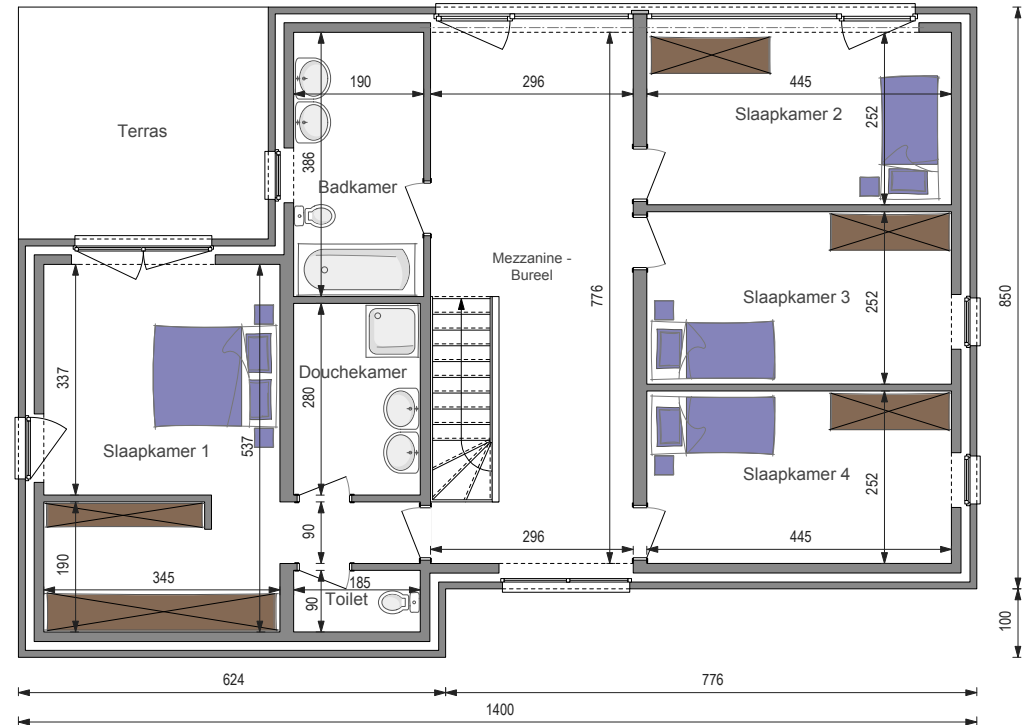 190
296
445
Terras
Slaapkamer 2
252
386
Badkamer
Mezzanine -
Bureel
776
Slaapkamer 3
252
850
337
Douchekamer
280
Slaapkamer 1
537
Slaapkamer 4
252
90
296
445
190
345
185
90
Toilet
100
624
776
1400